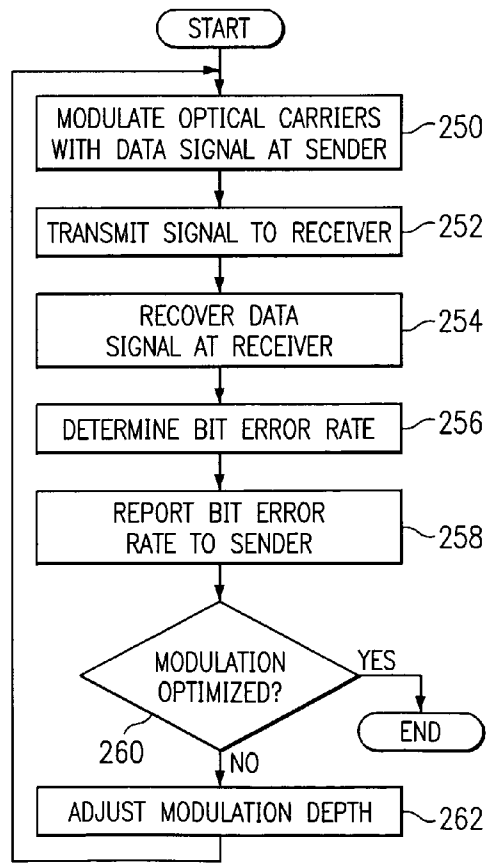 START
MODULATE OPTICAL CARRIERS
WITH DATA SIGNAL AT SENDER
250
TRANSMIT SIGNAL TO RECEIVER
252
RECOVER DATA
SIGNAL AT RECEIVER
254
DETERMINE BIT ERROR RATE
256
REPORT BIT ERROR
RATE TO SENDER
258
MODULATION
OPTIMIZED?
YES
END
260
NO
ADJUST MODULATION DEPTH
262